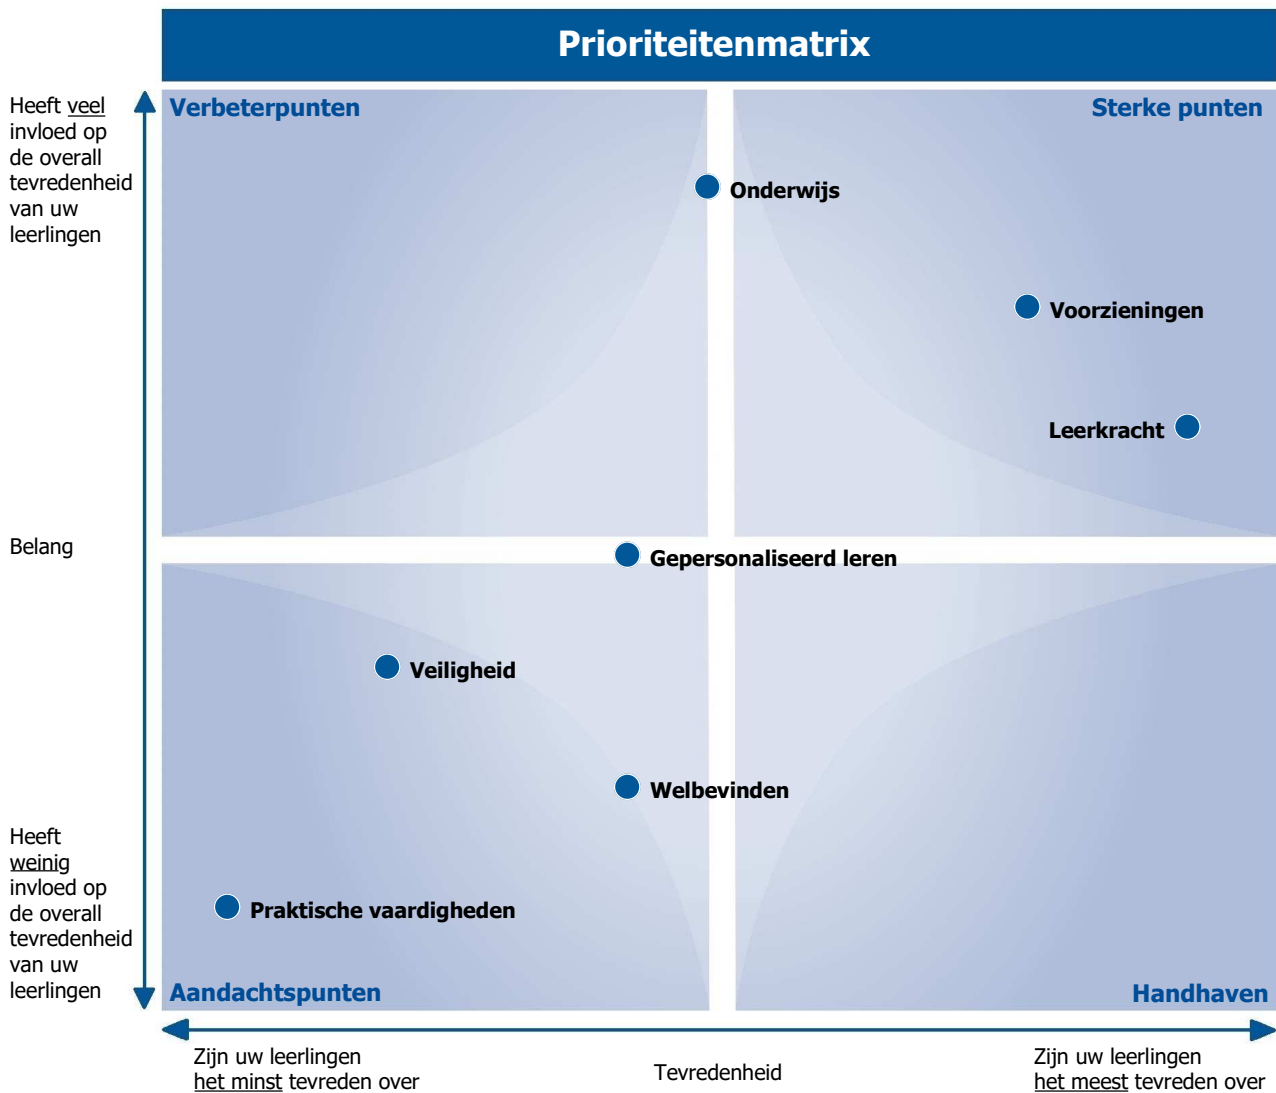 Prioriteitenmatrix
Heeft veel
invloed op
de overall
tevredenheid
van uw
leerlingen
Verbeterpunten
Sterke punten
Onderwijs
Voorzieningen
Leerkracht
Belang
Gepersonaliseerd leren
Veiligheid
Welbevinden
Heeft
weinig
invloed op
de overall
tevredenheid
van uw
leerlingen
Praktische vaardigheden
Aandachtspunten
Handhaven
Zijn uw leerlingen
het minst tevreden over
Tevredenheid
Zijn uw leerlingen
het meest tevreden over